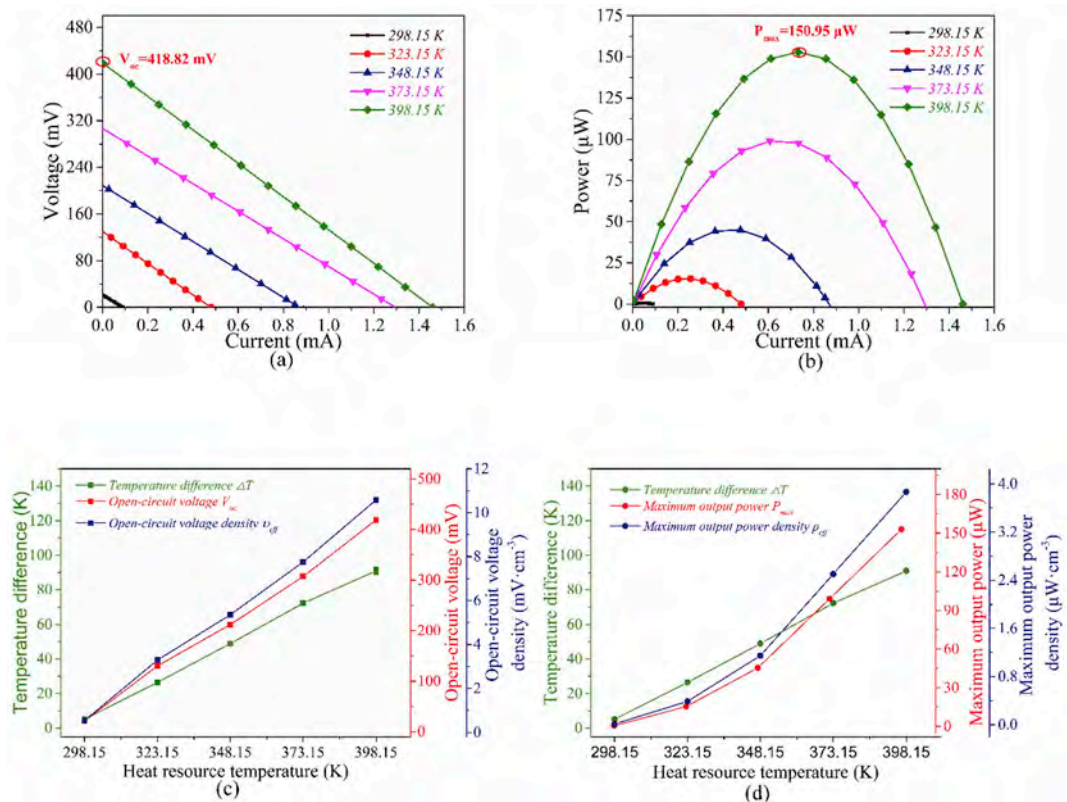 480
400
320
240
160
80
0
Voltage (mV)
V_oc=418.82 mV
298.15 K
323.15 K
348.15 K
373.15 K
398.15 K
0.0 0.2 0.4 0.6 0.8 1.0 1.2 1.4 1.6
Current (mA)
(a)
175
150
125
100
75
50
25
0
Power (μW)
P_max=150.95 μW
298.15 K
323.15 K
348.15 K
373.15 K
398.15 K
0.0 0.2 0.4 0.6 0.8 1.0 1.2 1.4 1.6
Current (mA)
(b)
140
120
100
80
60
40
20
0
Temperature difference (K)
Temperature difference ΔT
Open-circuit voltage V_oc
Open-circuit voltage density υ_eff
500
400
300
200
100
0
Open-circuit voltage (mV)
12
10
8
6
4
2
0
Open-circuit voltage
density (mV·cm⁻³)
298.15 323.15 348.15 373.15 398.15
Heat resource temperature (K)
(c)
140
120
100
80
60
40
20
0
Temperature difference (K)
Temperature difference ΔT
Maximum output power P_max
Maximum output power density p_eff
180
150
120
90
60
30
0
Maximum output power (μW)
4.0
3.2
2.4
1.6
0.8
0.0
Maximum output power
density (μW·cm⁻³)
298.15 323.15 348.15 373.15 398.15
Heat resource temperature (K)
(d)